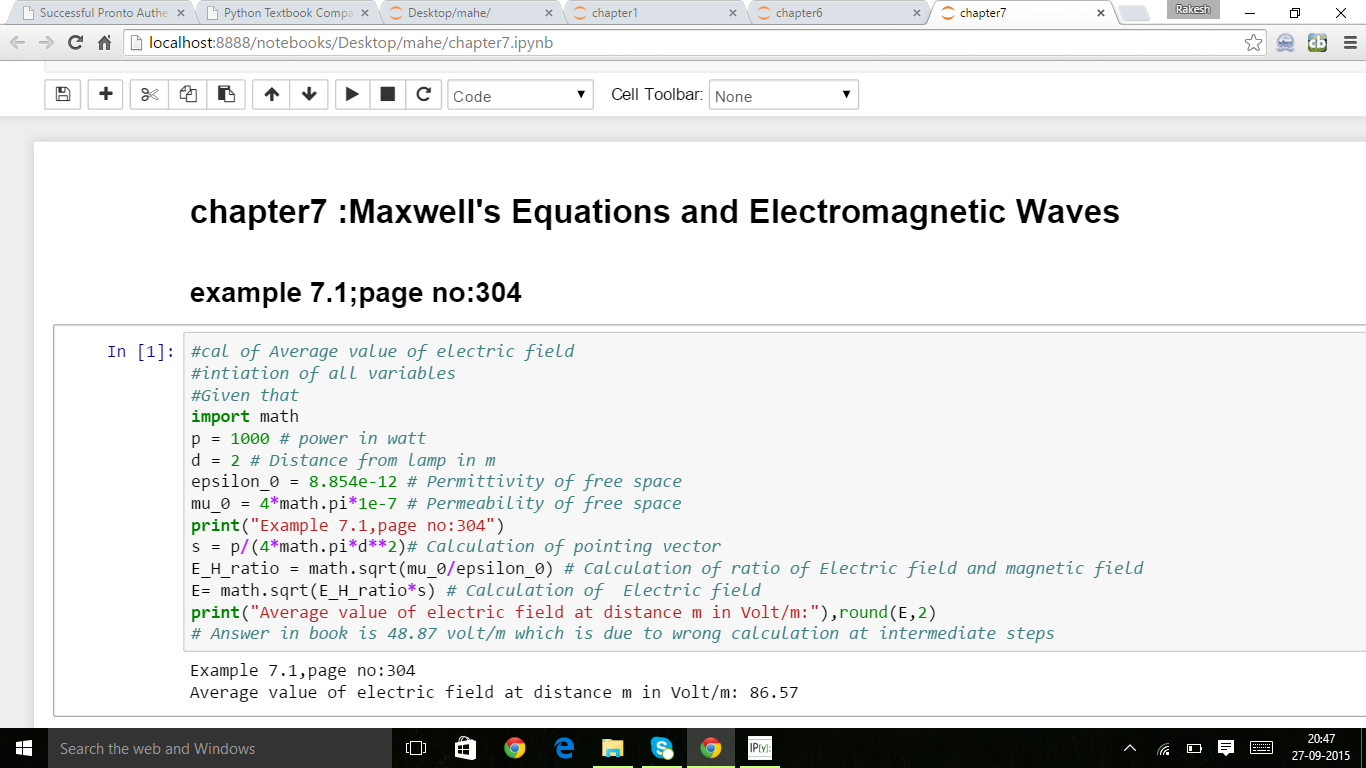 Successful Pronto Authe
Python Textbook Compa
Desktop/mahe/
chapter1
chapter6
chapter7
Rakesh
localhost:8888/notebooks/Desktop/mahe/chapter7.ipynb
cb
Code
Cell Toolbar:
None
chapter7 :Maxwell's Equations and Electromagnetic Waves
example 7.1;page no:304
In [1]:
#cal of Average value of electric field
#intiation of all variables
#Given that
import math
p = 1000 # power in watt
d = 2 # Distance from lamp in m
epsilon_0 = 8.854e-12 # Permittivity of free space
mu_0 = 4*math.pi*1e-7 # Permeability of free space
print("Example 7.1,page no:304")
s = p/(4*math.pi*d**2)# Calculation of pointing vector
E_H_ratio = math.sqrt(mu_0/epsilon_0) # Calculation of ratio of Electric field and magnetic field
E= math.sqrt(E_H_ratio*s) # Calculation of  Electric field
print("Average value of electric field at distance m in Volt/m:"),round(E,2)
# Answer in book is 48.87 volt/m which is due to wrong calculation at intermediate steps
Example 7.1,page no:304
Average value of electric field at distance m in Volt/m: 86.57
Search the web and Windows
IP[y]:
20:47
27-09-2015